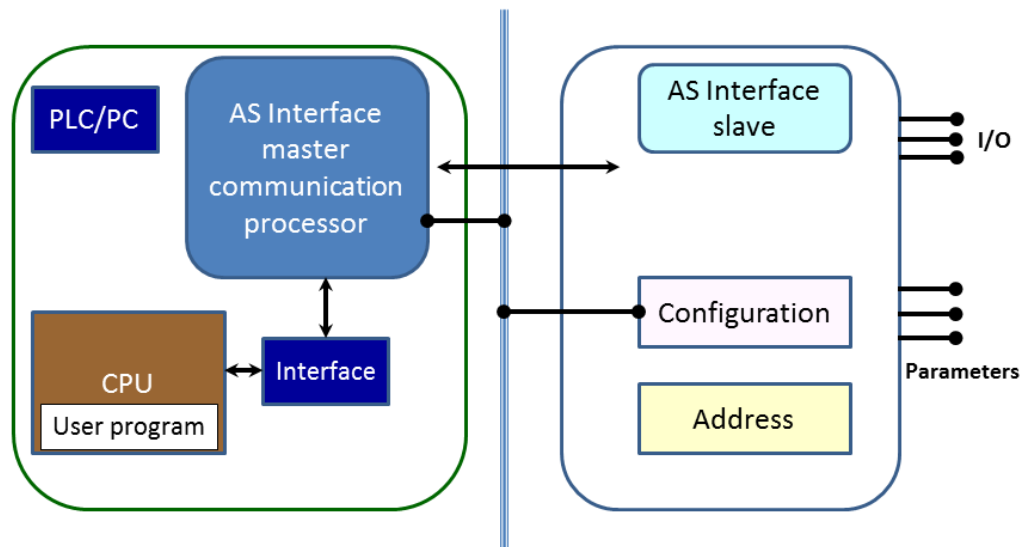 PLC/PC
AS Interface
master
communication
processor
CPU
User program
Interface
AS Interface
slave
I/O
Configuration
Parameters
Address